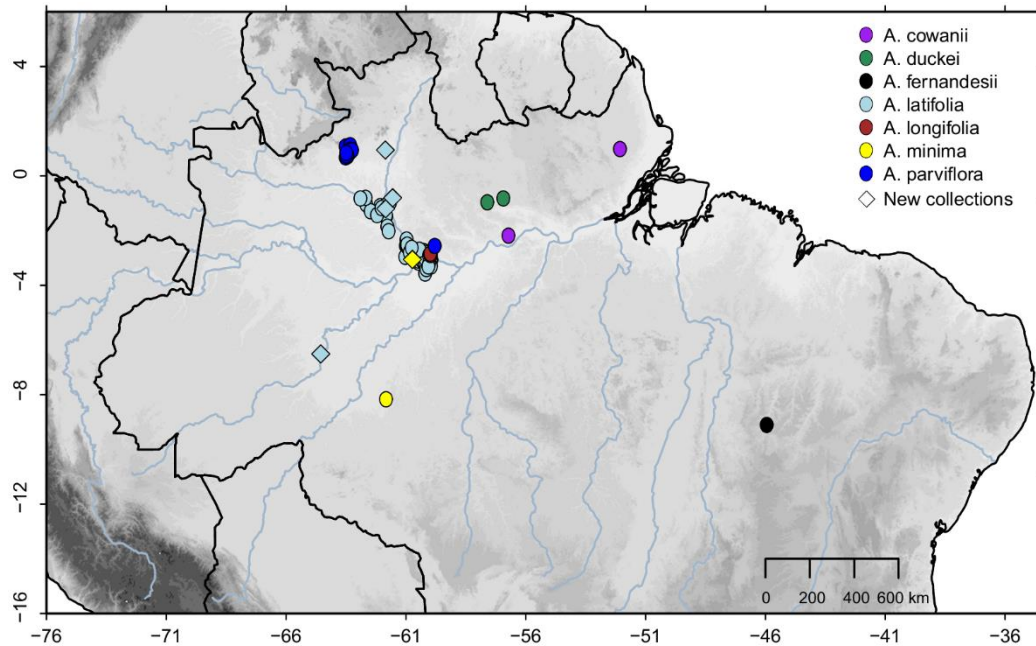 A. cowanii
A. duckei
A. fernandesii
A. latifolia
A. longifolia
A. minima
A. parviflora
New collections
4
0
−4
−8
−12
−16
0 200 400 600 km
−76 −71 −66 −61 −56 −51 −46 −41 −36